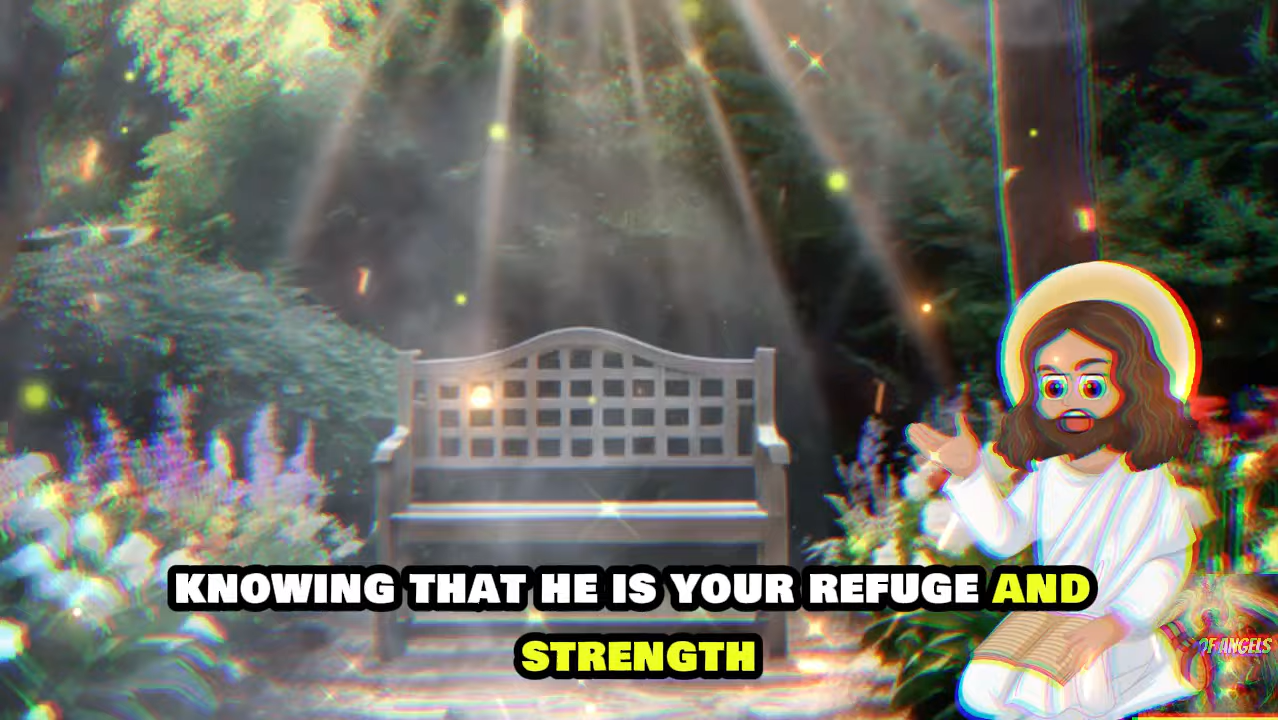 KNOWING THAT HE IS YOUR REFUGE AND
STRENGTH
OF ANGELS